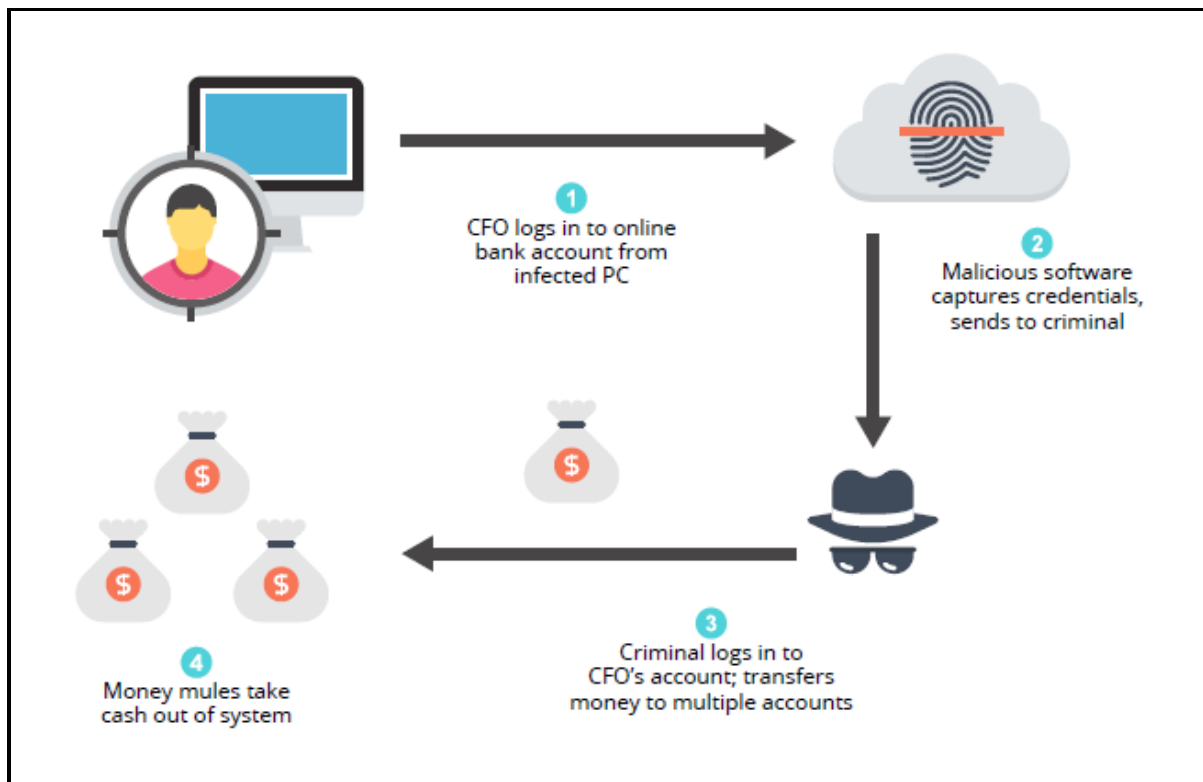 1
CFO logs in to online
bank account from
infected PC
2
Malicious software
captures credentials,
sends to criminal
$
$
$
$
3
Criminal logs in to
CFO's account; transfers
money to multiple accounts
4
Money mules take
cash out of system